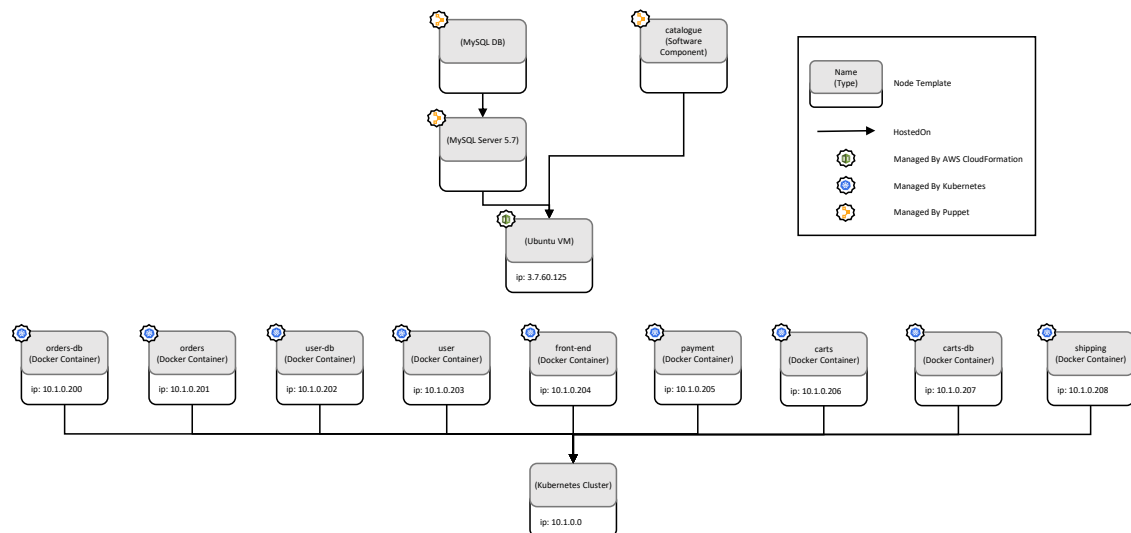 (MySQL DB)
catalogue
(Software
Component)
Name
(Type)
Node Template
(MySQL Server 5.7)
HostedOn
Managed By AWS CloudFormation
Managed By Kubernetes
Managed By Puppet
(Ubuntu VM)
ip: 3.7.60.125
orders-db
(Docker Container)
ip: 10.1.0.200
orders
(Docker Container)
ip: 10.1.0.201
user-db
(Docker Container)
ip: 10.1.0.202
user
(Docker Container)
ip: 10.1.0.203
front-end
(Docker Container)
ip: 10.1.0.204
payment
(Docker Container)
ip: 10.1.0.205
carts
(Docker Container)
ip: 10.1.0.206
carts-db
(Docker Container)
ip: 10.1.0.207
shipping
(Docker Container)
ip: 10.1.0.208
(Kubernetes Cluster)
ip: 10.1.0.0